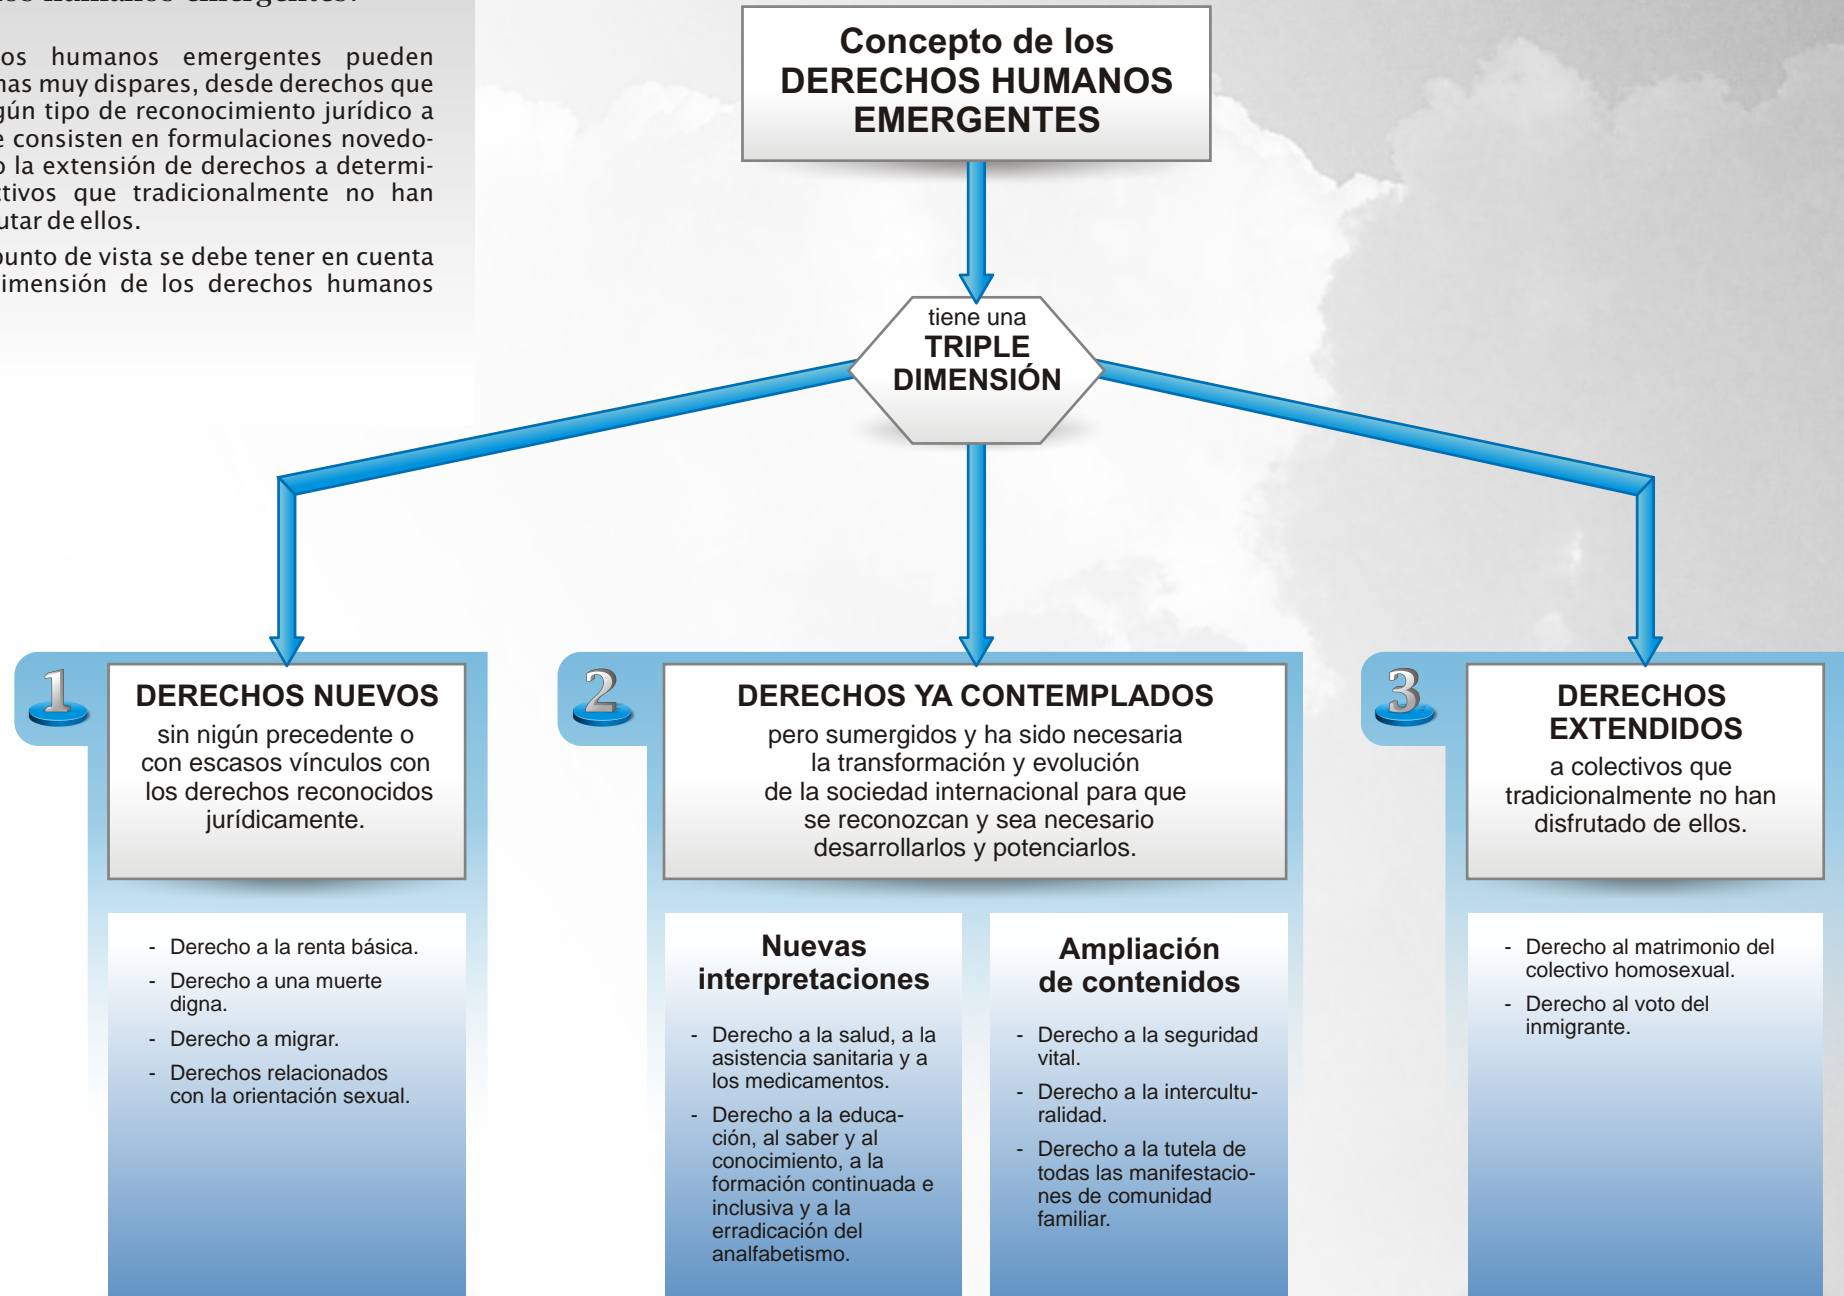 os humanos emergentes.
os humanos emergentes pueden
mas muy dispares, desde derechos que
gún tipo de reconocimiento jurídico a
e consisten en formulaciones novedo-
o la extensión de derechos a determi-
ctivos que tradicionalmente no han
utar de ellos.
punto de vista se debe tener en cuenta
imensión de los derechos humanos
Concepto de los
DERECHOS HUMANOS
EMERGENTES
tiene una
TRIPLE
DIMENSIÓN
1
DERECHOS NUEVOS
sin nigún precedente o
con escasos vínculos con
los derechos reconocidos
jurídicamente.
- Derecho a la renta básica.
- Derecho a una muerte
digna.
- Derecho a migrar.
- Derechos relacionados
con la orientación sexual.
2
DERECHOS YA CONTEMPLADOS
pero sumergidos y ha sido necesaria
la transformación y evolución
de la sociedad internacional para que
se reconozcan y sea necesario
desarrollarlos y potenciarlos.
Nuevas
interpretaciones
- Derecho a la salud, a la
asistencia sanitaria y a
los medicamentos.
- Derecho a la educa-
ción, al saber y al
conocimiento, a la
formación continuada e
inclusiva y a la
erradicación del
analfabetismo.
Ampliación
de contenidos
- Derecho a la seguridad
vital.
- Derecho a la intercultu-
ralidad.
- Derecho a la tutela de
todas las manifestacio-
nes de comunidad
familiar.
3
DERECHOS
EXTENDIDOS
a colectivos que
tradicionalmente no han
disfrutado de ellos.
- Derecho al matrimonio del
colectivo homosexual.
- Derecho al voto del
inmigrante.